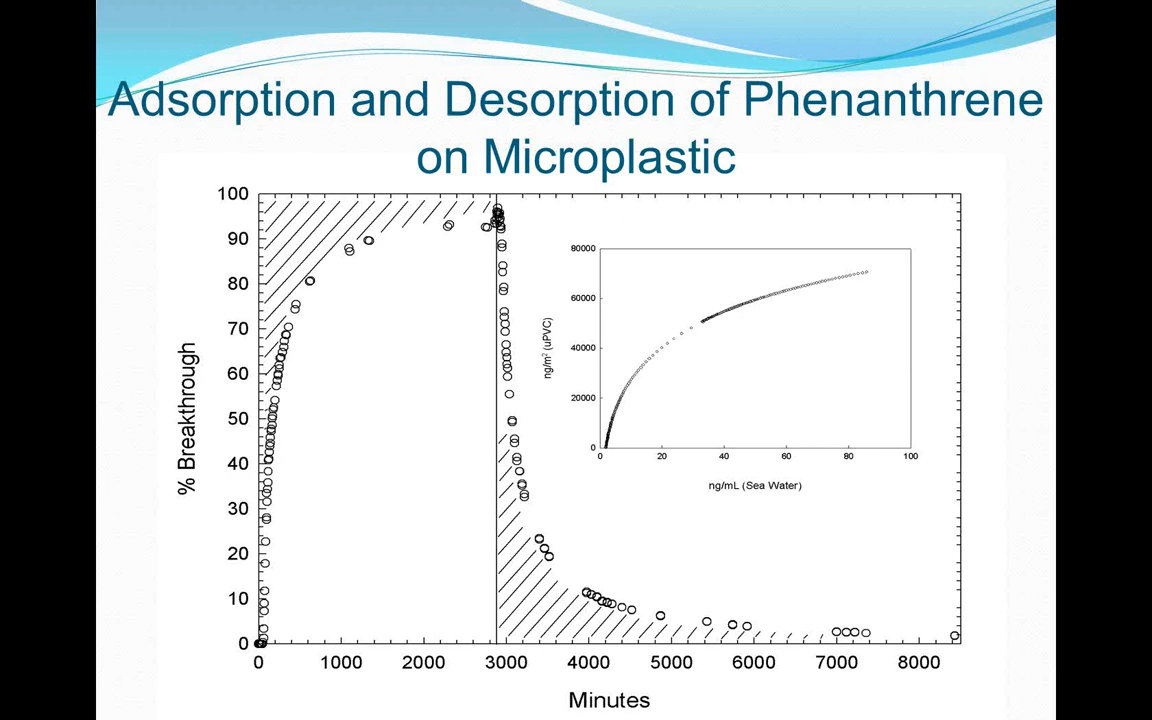 Adsorption and Desorption of Phenanthrene
on Microplastic
100
90
80
70
60
50
40
30
20
10
0
% Breakthrough
0 1000 2000 3000 4000 5000 6000 7000 8000
Minutes
80000
60000
40000
20000
0
ng/m² (uPVC)
0 20 40 60 80 100
ng/mL (Sea Water)